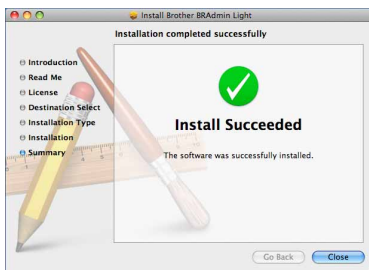 Install Brother BRAdmin Light
Installation completed successfully
Introduction
Read Me
License
Destination Select
Installation Type
Installation
Summary
Install Succeeded
The software was successfully installed.
Go Back
Close